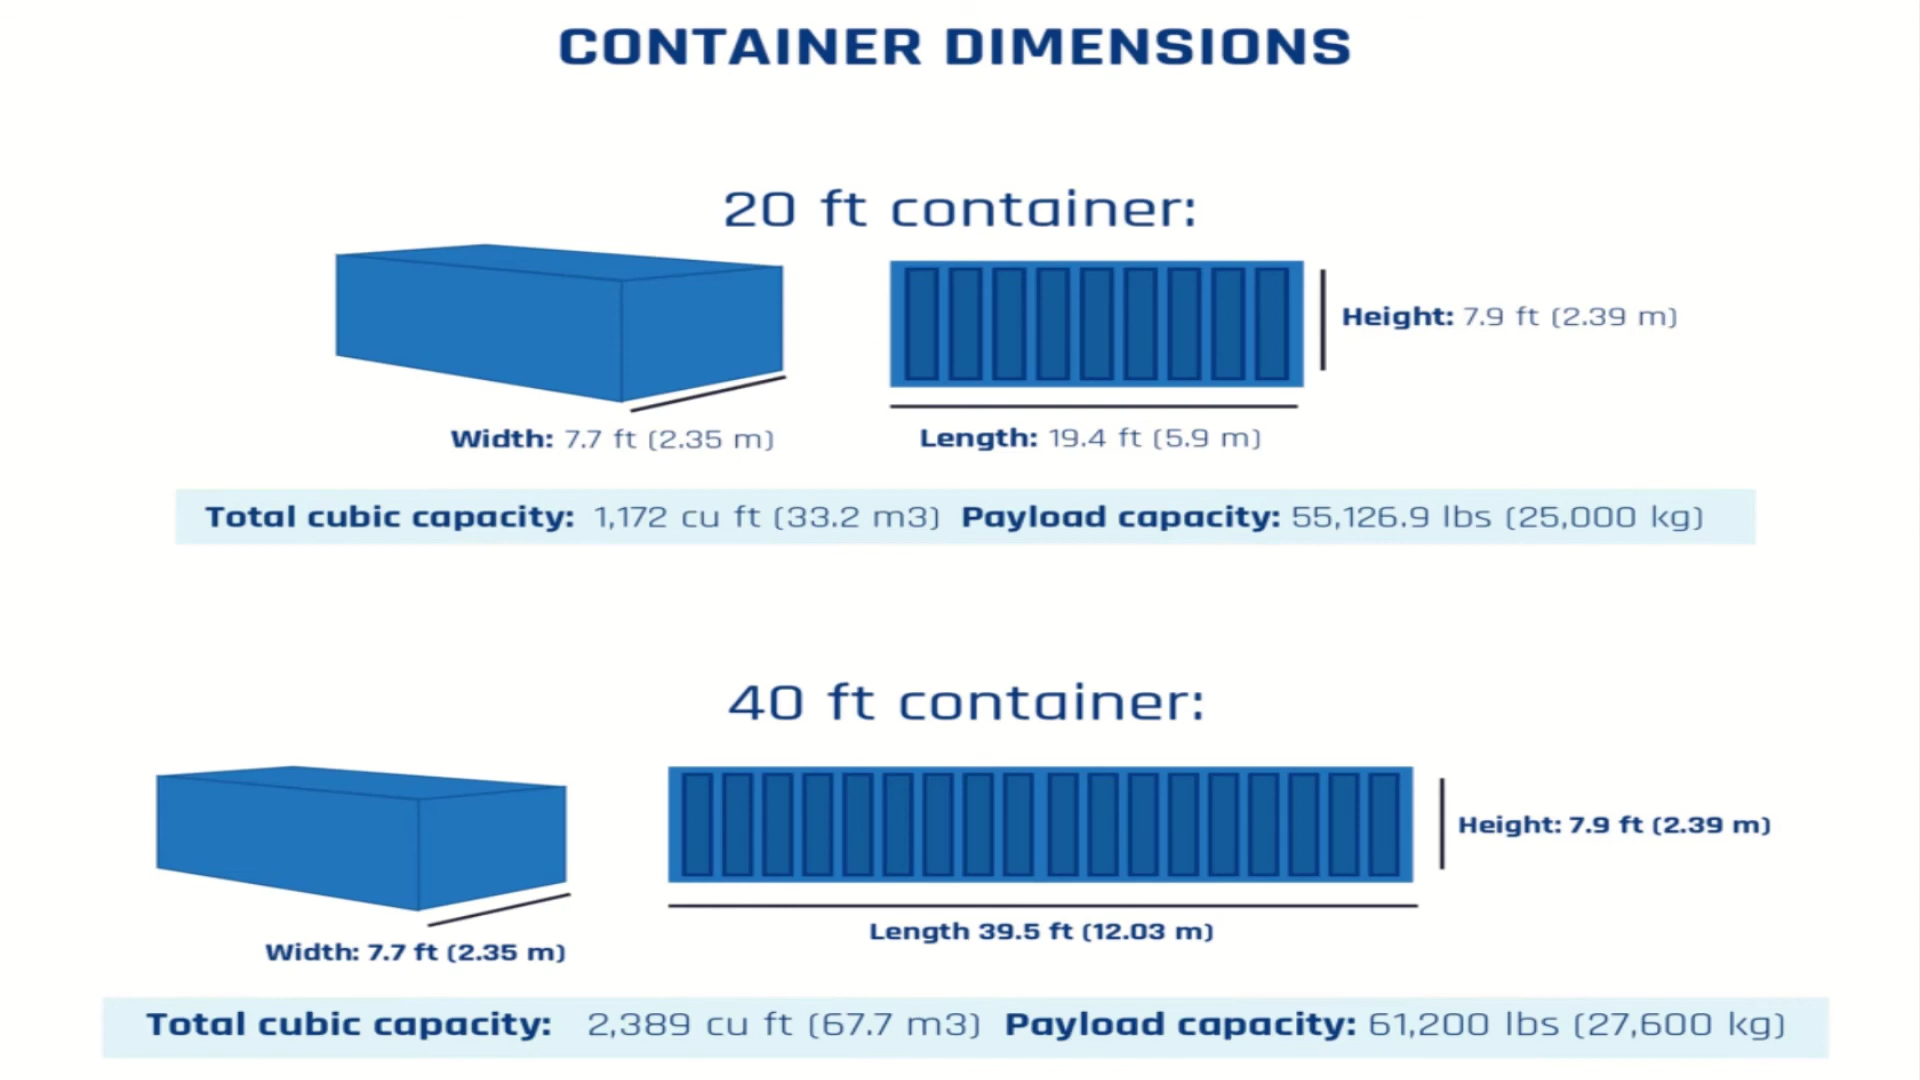 CONTAINER DIMENSIONS
20 ft container:
Height: 7.9 ft (2.39 m)
Width: 7.7 ft (2.35 m)
Length: 19.4 ft (5.9 m)
Total cubic capacity: 1,172 cu ft (33.2 m3) Payload capacity: 55,126.9 lbs (25,000 kg)
40 ft container:
Height: 7.9 ft (2.39 m)
Length 39.5 ft (12.03 m)
Width: 7.7 ft (2.35 m)
Total cubic capacity: 2,389 cu ft (67.7 m3) Payload capacity: 61,200 lbs (27,600 kg)